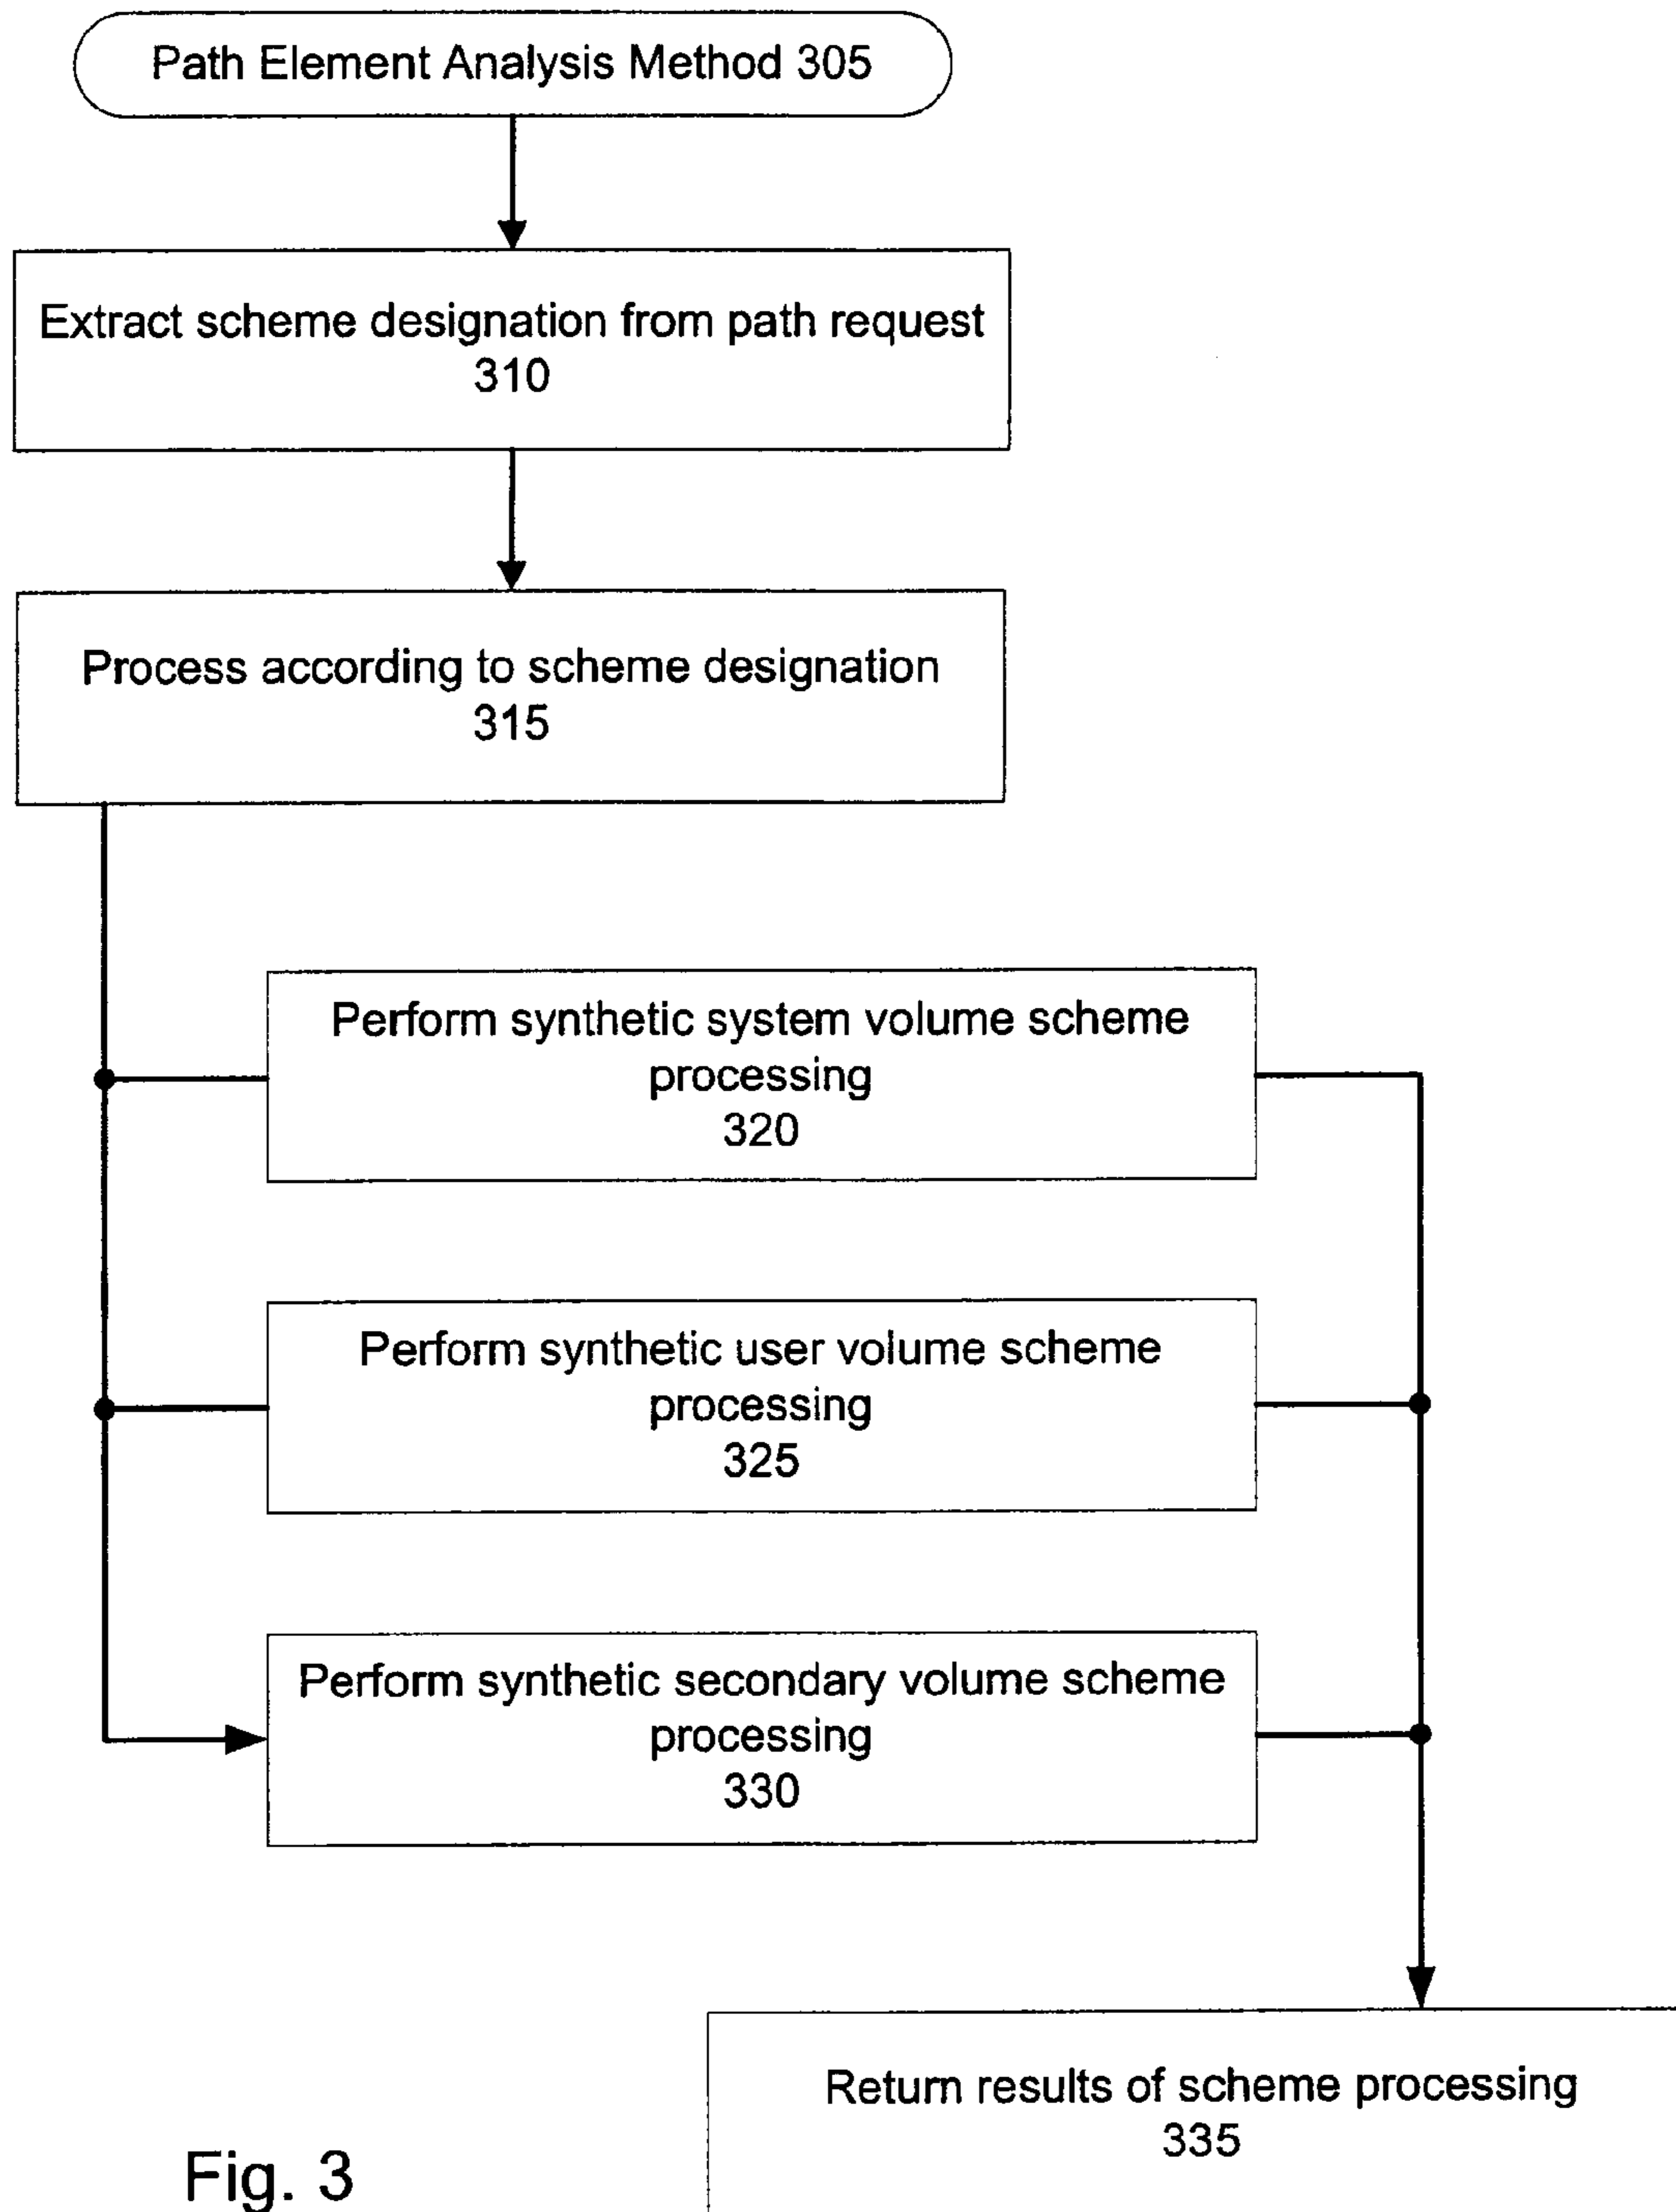 Path Element Analysis Method 305
Extract scheme designation from path request
310
Process according to scheme designation
315
Perform synthetic system volume scheme
processing
320
Perform synthetic user volume scheme
processing
325
Perform synthetic secondary volume scheme
processing
330
Return results of scheme processing
335
Fig. 3